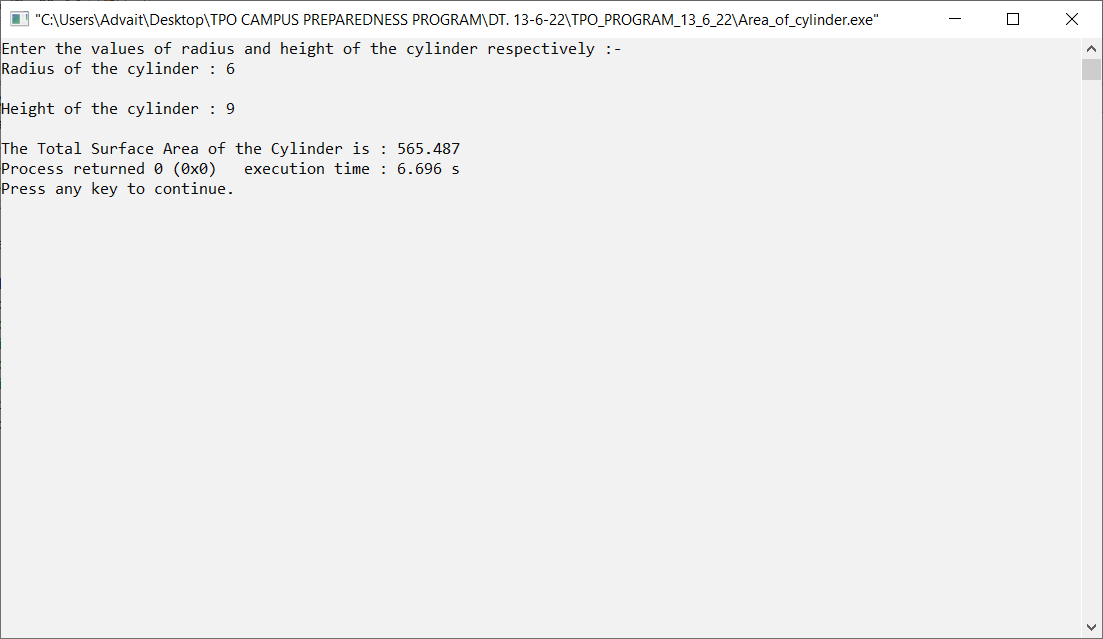 "C:\Users\Advait\Desktop\TPO CAMPUS PREPAREDNESS PROGRAM\DT. 13-6-22\TPO_PROGRAM_13_6_22\Area_of_cylinder.exe"
Enter the values of radius and height of the cylinder respectively :-
Radius of the cylinder : 6
Height of the cylinder : 9
The Total Surface Area of the Cylinder is : 565.487
Process returned 0 (0x0)   execution time : 6.696 s
Press any key to continue.